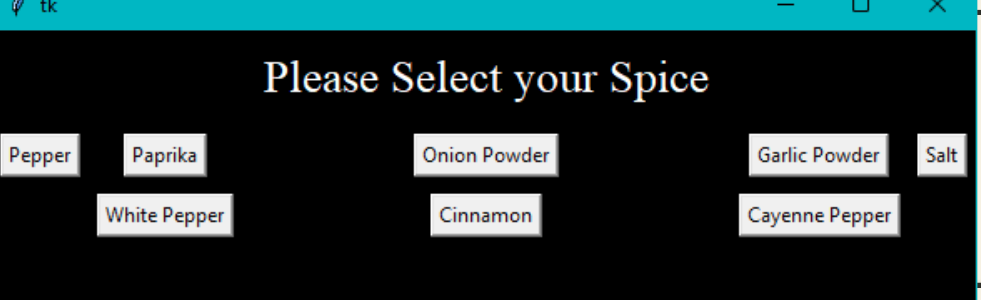 tk
Please Select your Spice
Pepper Paprika Onion Powder Garlic Powder Salt
White Pepper Cinnamon Cayenne Pepper